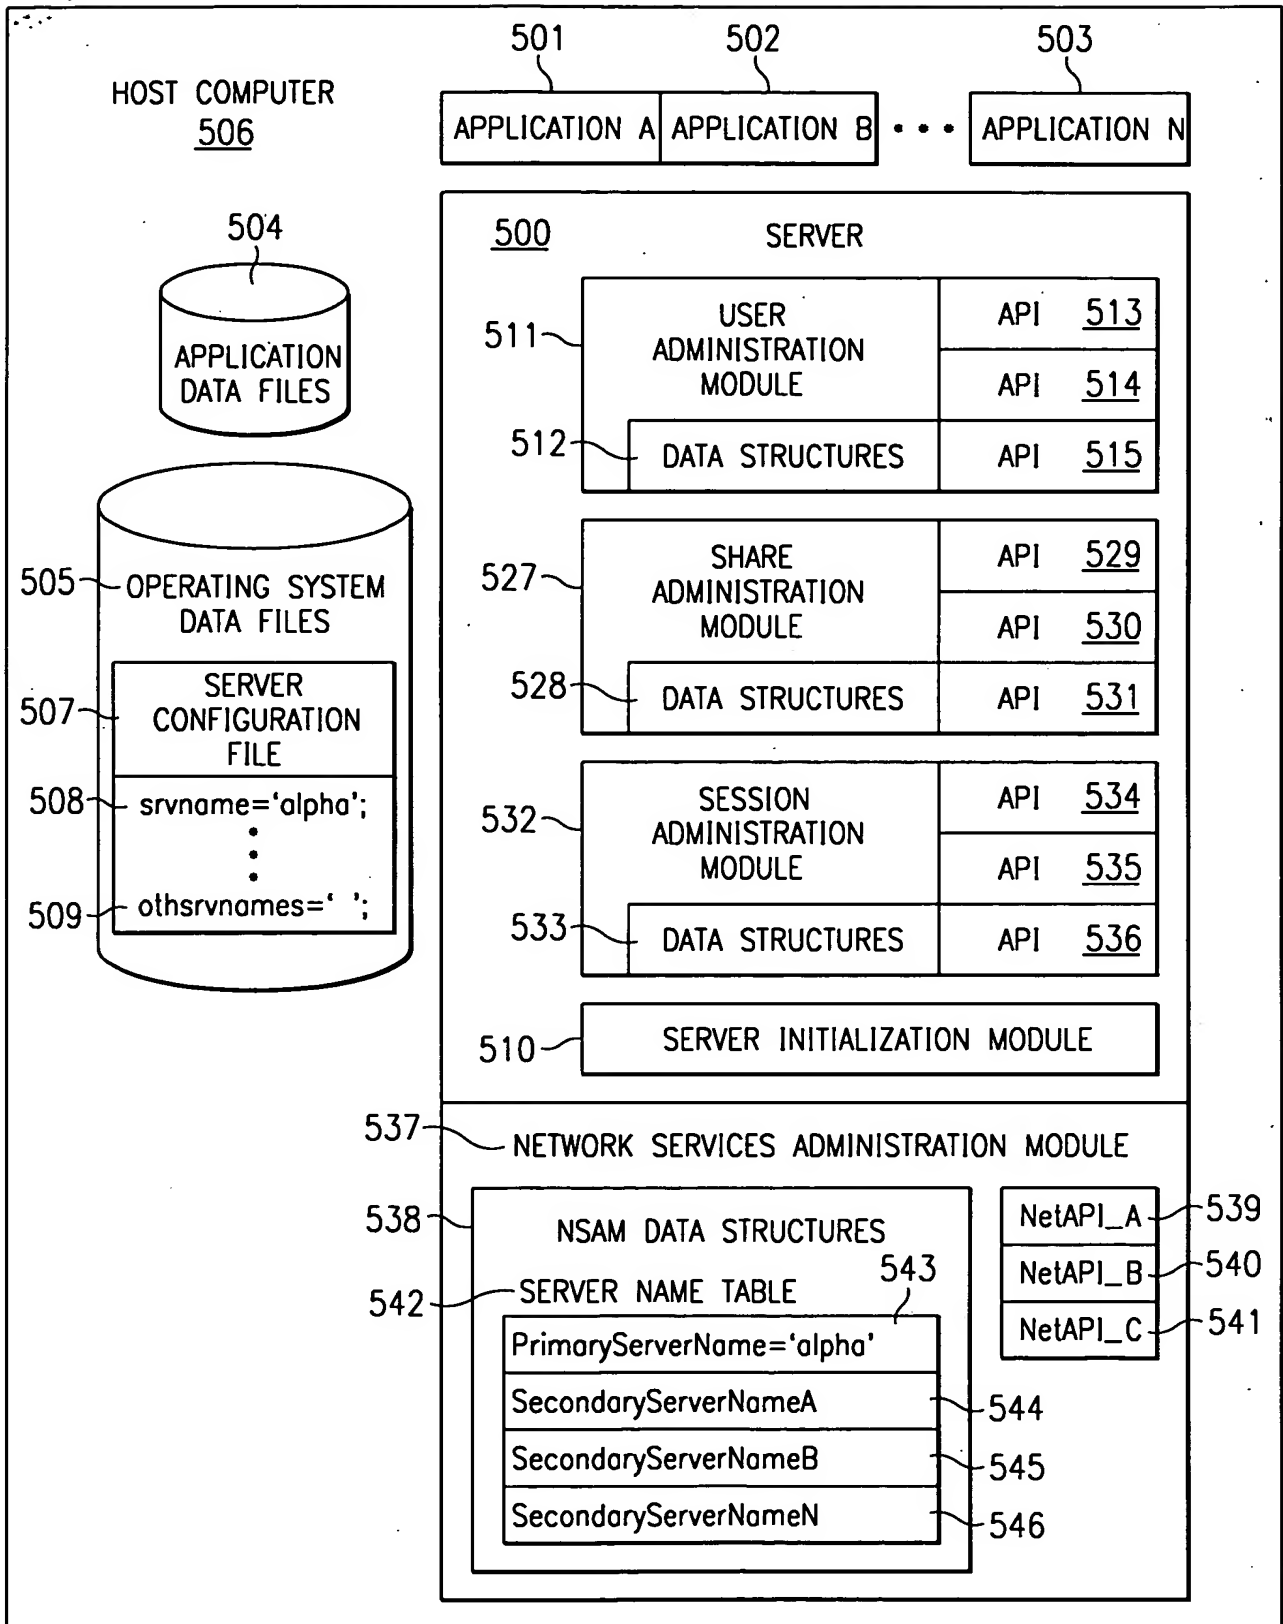 501
502
503
HOST COMPUTER
506
APPLICATION A
APPLICATION B
APPLICATION N
504
APPLICATION
DATA FILES
505
OPERATING SYSTEM
DATA FILES
507
SERVER
CONFIGURATION
FILE
508
srvname='alpha';
509
othsrvnames=' ';
500
SERVER
511
USER
ADMINISTRATION
MODULE
API 513
API 514
512
DATA STRUCTURES
API 515
527
SHARE
ADMINISTRATION
MODULE
API 529
API 530
528
DATA STRUCTURES
API 531
532
SESSION
ADMINISTRATION
MODULE
API 534
API 535
533
DATA STRUCTURES
API 536
510
SERVER INITIALIZATION MODULE
537
NETWORK SERVICES ADMINISTRATION MODULE
538
NSAM DATA STRUCTURES
542
SERVER NAME TABLE
543
PrimaryServerName='alpha'
SecondaryServerNameA
544
SecondaryServerNameB
545
SecondaryServerNameN
546
NetAPI_A
539
NetAPI_B
540
NetAPI_C
541